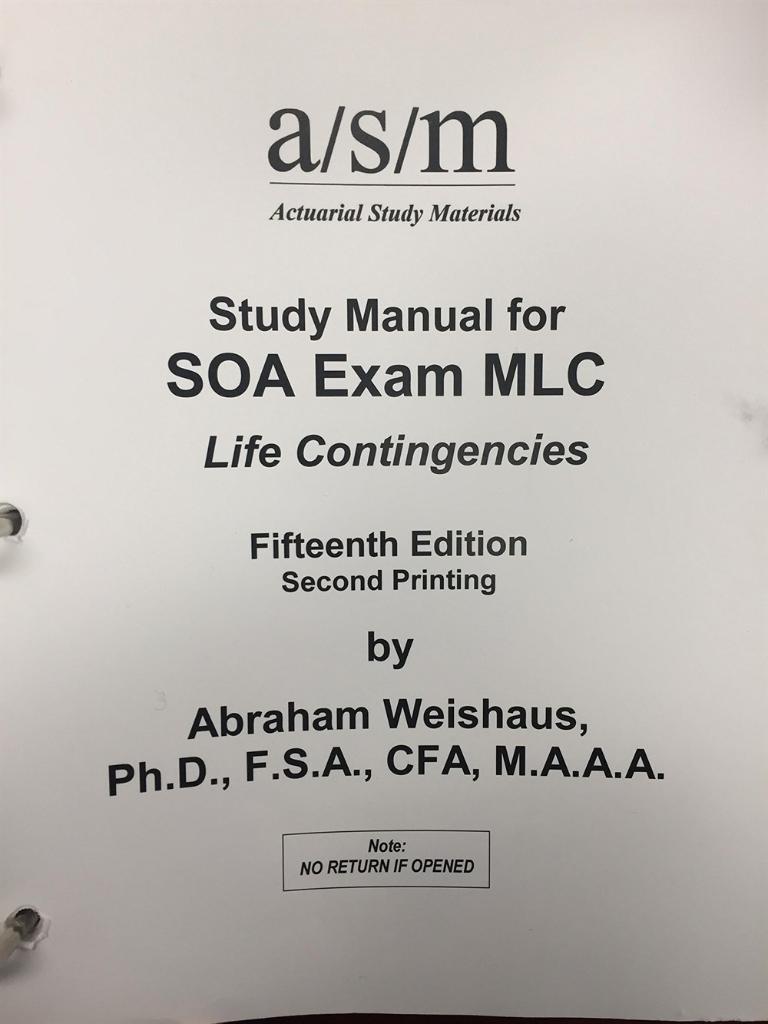 a/s/m
Actuarial Study Materials
Study Manual for
SOA Exam MLC
Life Contingencies
Fifteenth Edition
Second Printing
by
Abraham Weishaus,
Ph.D., F.S.A., CFA, M.A.A.A.
Note:
NO RETURN IF OPENED